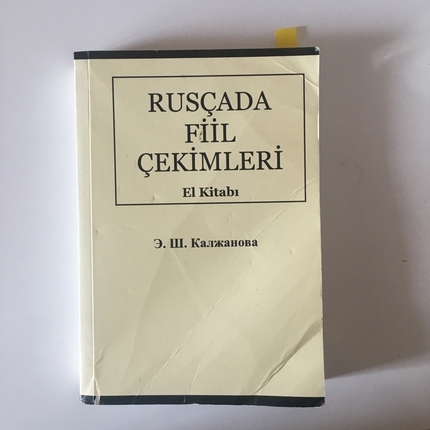 RUSÇADA
FİİL
ÇEKİMLERİ
El Kitabı
Э. Ш. Калжанова